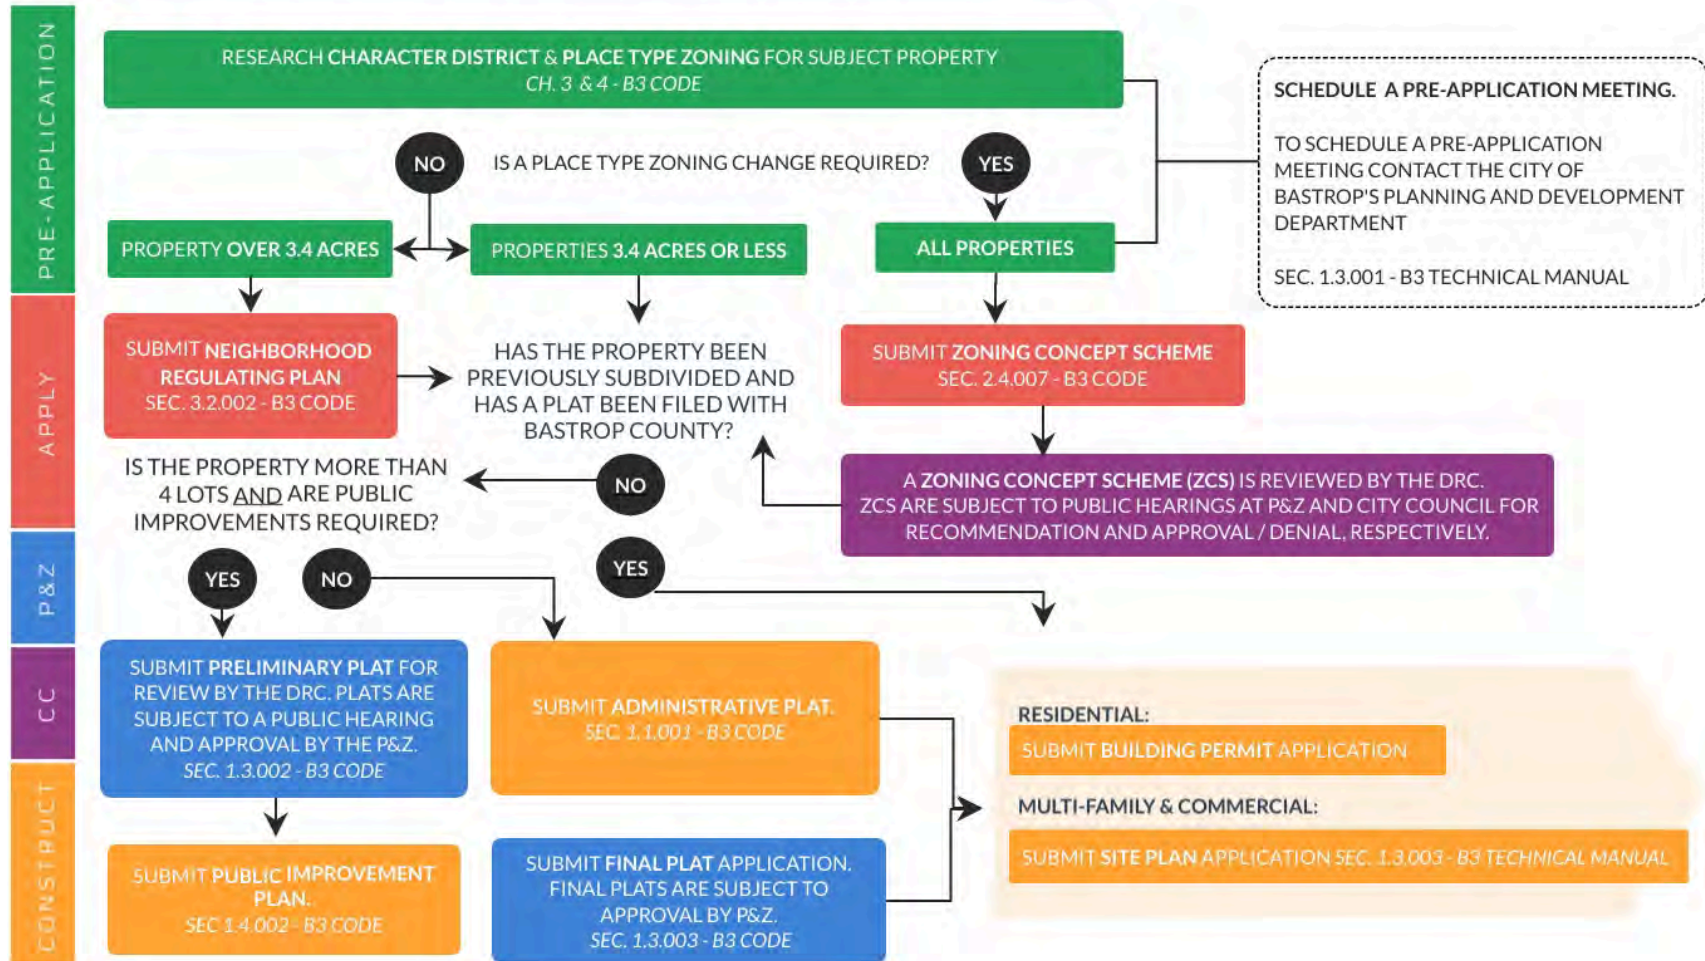 PRE-APPLICATION
RESEARCH CHARACTER DISTRICT & PLACE TYPE ZONING FOR SUBJECT PROPERTY
CH. 3 & 4 - B3 CODE
SCHEDULE A PRE-APPLICATION MEETING.
TO SCHEDULE A PRE-APPLICATION
MEETING CONTACT THE CITY OF
BASTROP'S PLANNING AND DEVELOPMENT
DEPARTMENT
SEC. 1.3.001 - B3 TECHNICAL MANUAL
NO
IS A PLACE TYPE ZONING CHANGE REQUIRED?
YES
PROPERTY OVER 3.4 ACRES
PROPERTIES 3.4 ACRES OR LESS
ALL PROPERTIES
APPLY
SUBMIT NEIGHBORHOOD
REGULATING PLAN
SEC. 3.2.002 - B3 CODE
HAS THE PROPERTY BEEN
PREVIOUSLY SUBDIVIDED AND
HAS A PLAT BEEN FILED WITH
BASTROP COUNTY?
SUBMIT ZONING CONCEPT SCHEME
SEC. 2.4.007 - B3 CODE
A ZONING CONCEPT SCHEME (ZCS) IS REVIEWED BY THE DRC.
ZCS ARE SUBJECT TO PUBLIC HEARINGS AT P&Z AND CITY COUNCIL FOR
RECOMMENDATION AND APPROVAL / DENIAL, RESPECTIVELY.
IS THE PROPERTY MORE THAN
4 LOTS AND ARE PUBLIC
IMPROVEMENTS REQUIRED?
NO
P&Z
YES
NO
YES
CC
SUBMIT PRELIMINARY PLAT FOR
REVIEW BY THE DRC. PLATS ARE
SUBJECT TO A PUBLIC HEARING
AND APPROVAL BY THE P&Z.
SEC. 1.3.002 - B3 CODE
SUBMIT ADMINISTRATIVE PLAT.
SEC. 1.1.001 - B3 CODE
RESIDENTIAL:
SUBMIT BUILDING PERMIT APPLICATION
MULTI-FAMILY & COMMERCIAL:
SUBMIT SITE PLAN APPLICATION SEC. 1.3.003 - B3 TECHNICAL MANUAL
CONSTRUCT
SUBMIT PUBLIC IMPROVEMENT
PLAN.
SEC 1.4.002 - B3 CODE
SUBMIT FINAL PLAT APPLICATION.
FINAL PLATS ARE SUBJECT TO
APPROVAL BY P&Z.
SEC. 1.3.003 - B3 CODE